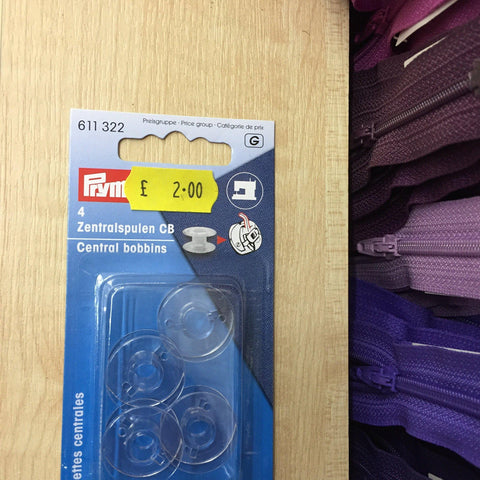 611 322
Preisgruppe · Price group · Catégorie de prix
G
Prym
£ 2.00
4
Zentralspulen CB
Central bobbins
ettes centrales